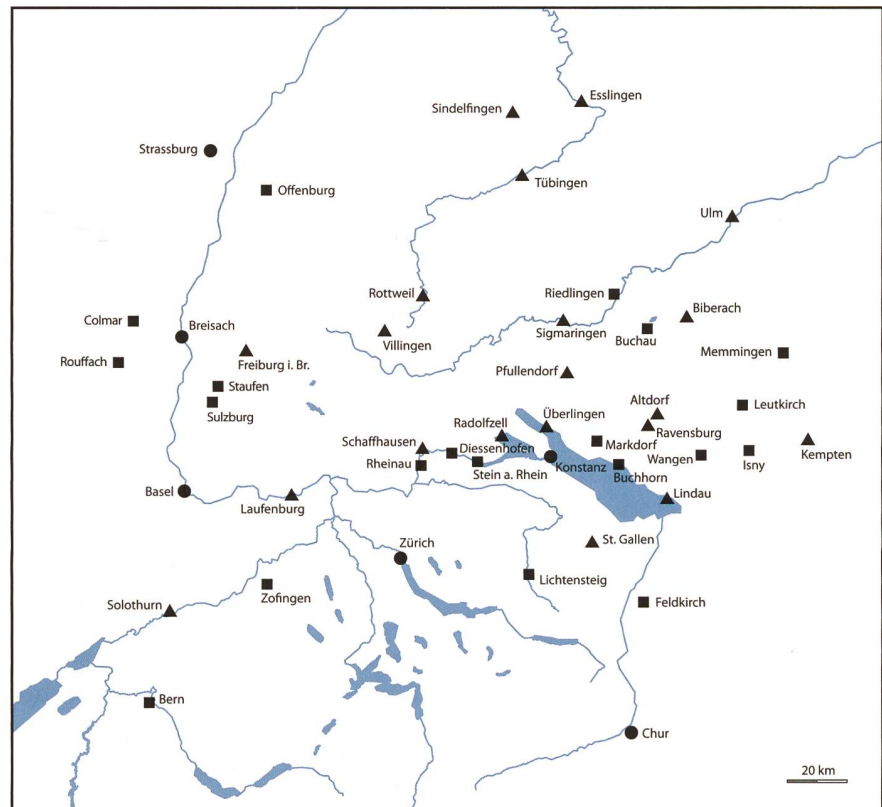 Esslingen
Sindelfingen
Strassburg
Tübingen
Offenburg
Ulm
Rottweil
Riedlingen
Biberach
Colmar
Breisach
Villingen
Sigmaringen
Buchau
Rouffach
Freiburg i. Br.
Memmingen
Pfullendorf
Staufen
Sulzburg
Altdorf
Leutkirch
Radolfzell
Überlingen
Ravensburg
Schaffhausen
Diessenhofen
Markdorf
Kempten
Rheinau
Stein a. Rhein
Konstanz
Wangen
Isny
Buchhorn
Basel
Laufenburg
Lindau
Zürich
St. Gallen
Lichtensteig
Zofingen
Solothurn
Feldkirch
Bern
Chur
20 km